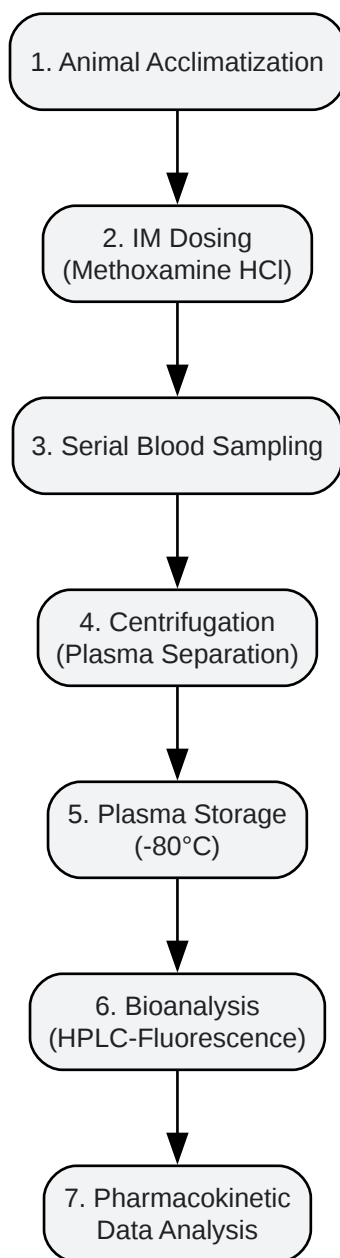 1. Animal Acclimatization
2. IM Dosing
(Methoxamine HCl)
3. Serial Blood Sampling
4. Centrifugation
(Plasma Separation)
5. Plasma Storage
(-80°C)
6. Bioanalysis
(HPLC-Fluorescence)
7. Pharmacokinetic
Data Analysis